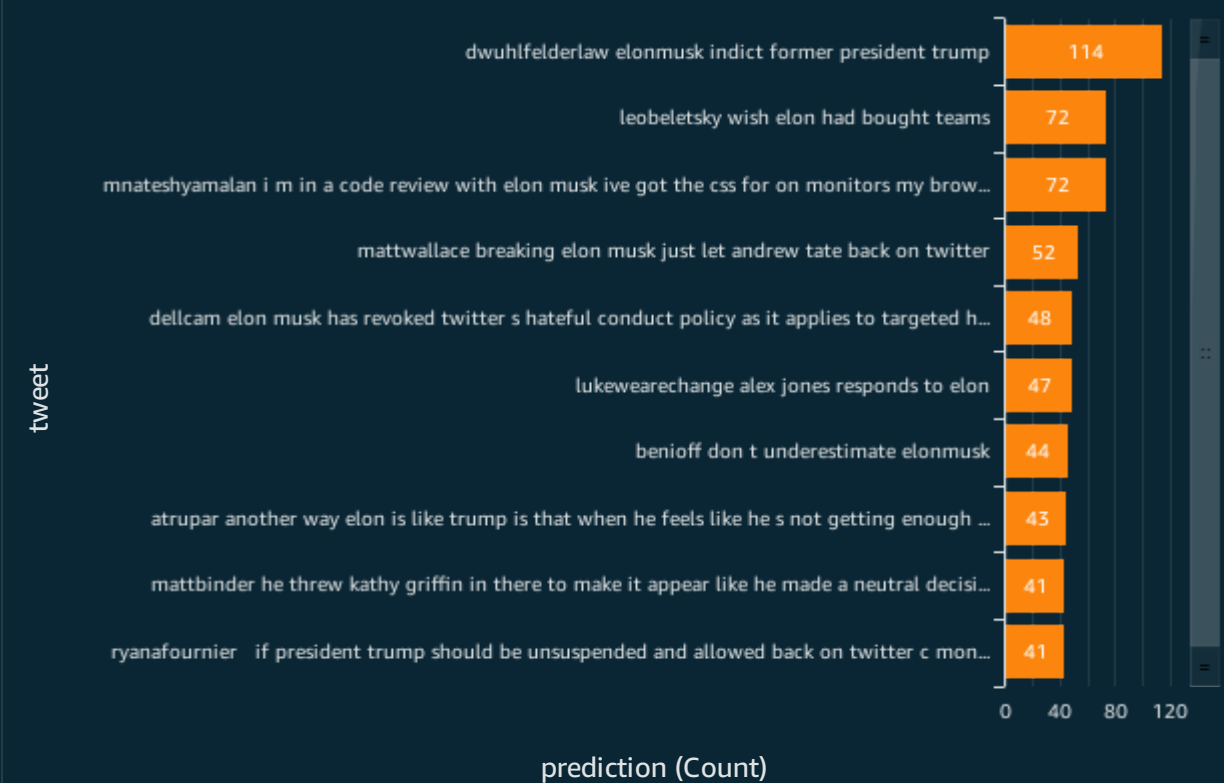 dwuhlfelderlaw elonmusk indict former president trump 114
leobeletsky wish elon had bought teams 72
mnateshyamalan i m in a code review with elon musk ive got the css for on monitors my brow... 72
mattwallace breaking elon musk just let andrew tate back on twitter 52
dellcam elon musk has revoked twitter s hateful conduct policy as it applies to targeted h... 48
lukewearechange alex jones responds to elon 47
benioff don t underestimate elonmusk 44
atrupar another way elon is like trump is that when he feels like he s not getting enough ... 43
mattbinder he threw kathy griffin in there to make it appear like he made a neutral decisi... 41
ryanafournier if president trump should be unsuspended and allowed back on twitter c mon... 41
tweet
0 40 80 120
prediction (Count)